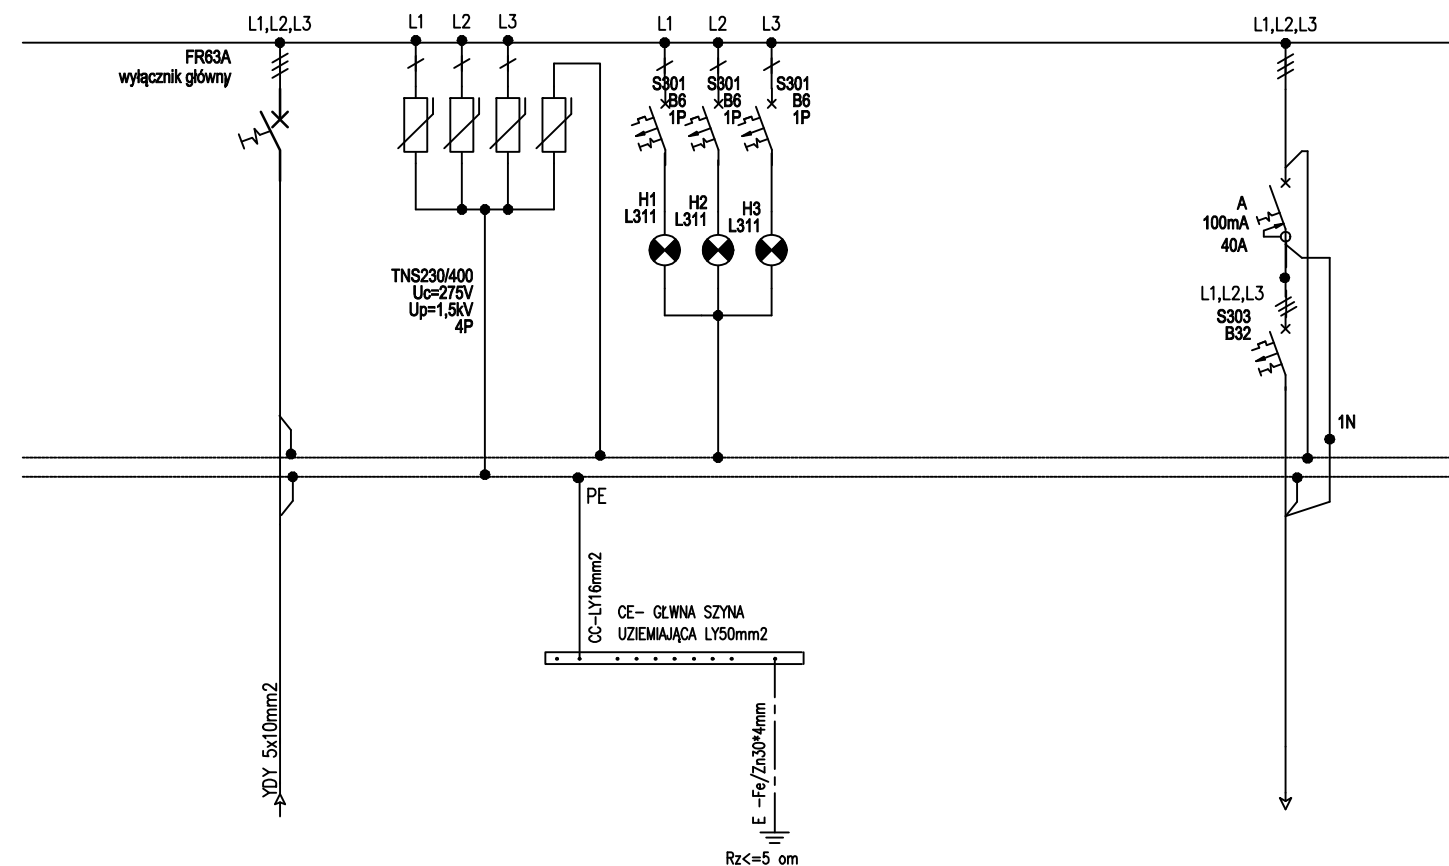 L1,L2,L3
L1
L2
L3
L1
L2
L3
L1,L2,L3
FR63A
wyłącznik główny
S301
B6
1P
S301
B6
1P
S301
B6
1P
H1
L311
H2
L311
H3
L311
A
100mA
40A
TNS230/400
Uc=275V
Up=1,5kV
4P
L1,L2,L3
S303
B32
1N
PE
CC-LY16mm2
CE- GŁWNA SZYNA
UZIEMIAJĄCA LY50mm2
YDY 5x10mm2
E -Fe/Zn30*4mm
Rz<=5 om